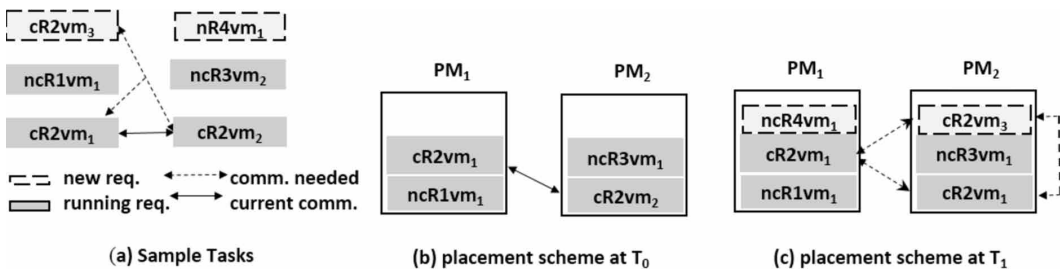 cR2vm₃ nR4vm₁
ncR1vm₁ ncR3vm₂
cR2vm₁ cR2vm₂
new req. comm. needed
running req. current comm.
(a) Sample Tasks
PM₁ PM₂
cR2vm₁ ncR3vm₁
ncR1vm₁ cR2vm₂
(b) placement scheme at T₀
PM₁ PM₂
ncR4vm₁ cR2vm₃
cR2vm₁ ncR3vm₁
ncR1vm₁ cR2vm₁
(c) placement scheme at T₁